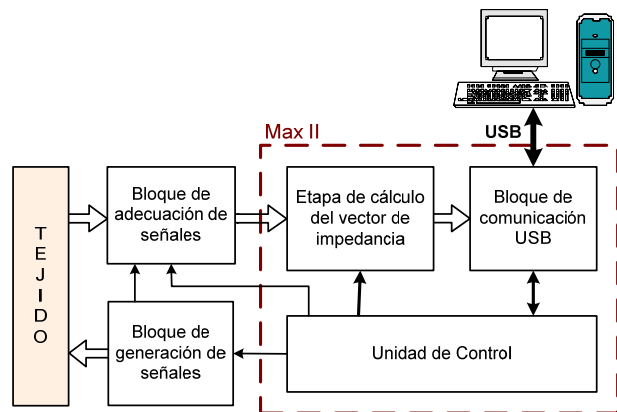 USB
Max II
TEJIDO
Bloque de
adecuación de
señales
Etapa de cálculo
del vector de
impedancia
Bloque de
comunicación
USB
Bloque de
generación de
señales
Unidad de Control